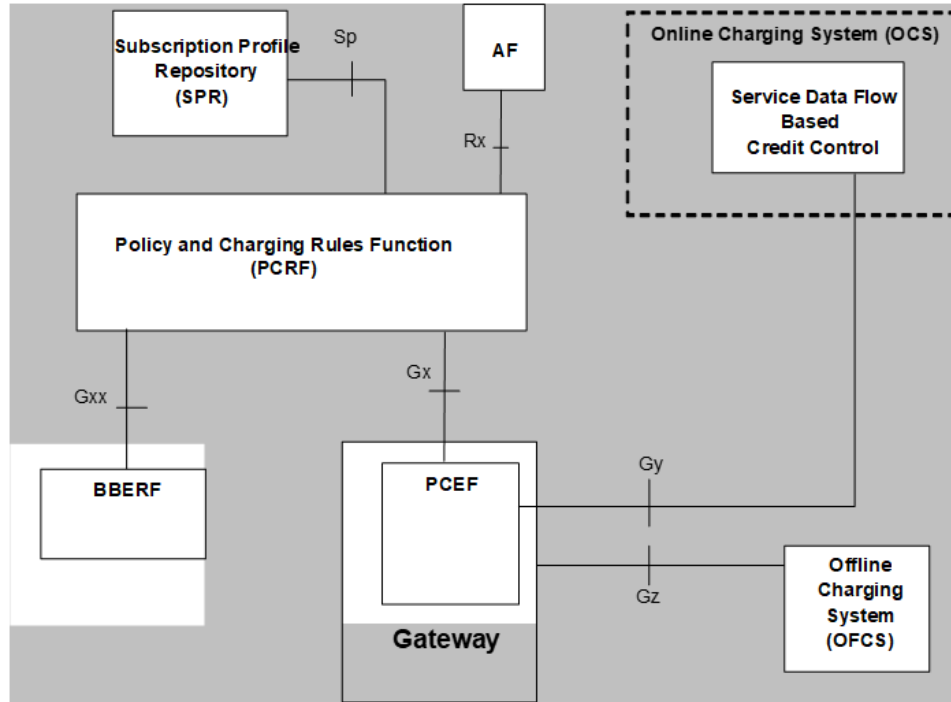 Subscription Profile
Repository
(SPR)
Sp
AF
Online Charging System (OCS)
Service Data Flow
Based
Credit Control
Rx
Policy and Charging Rules Function
(PCRF)
Gxx
Gx
BBERF
PCEF
Gy
Gz
Offline
Charging
System
(OFCS)
Gateway